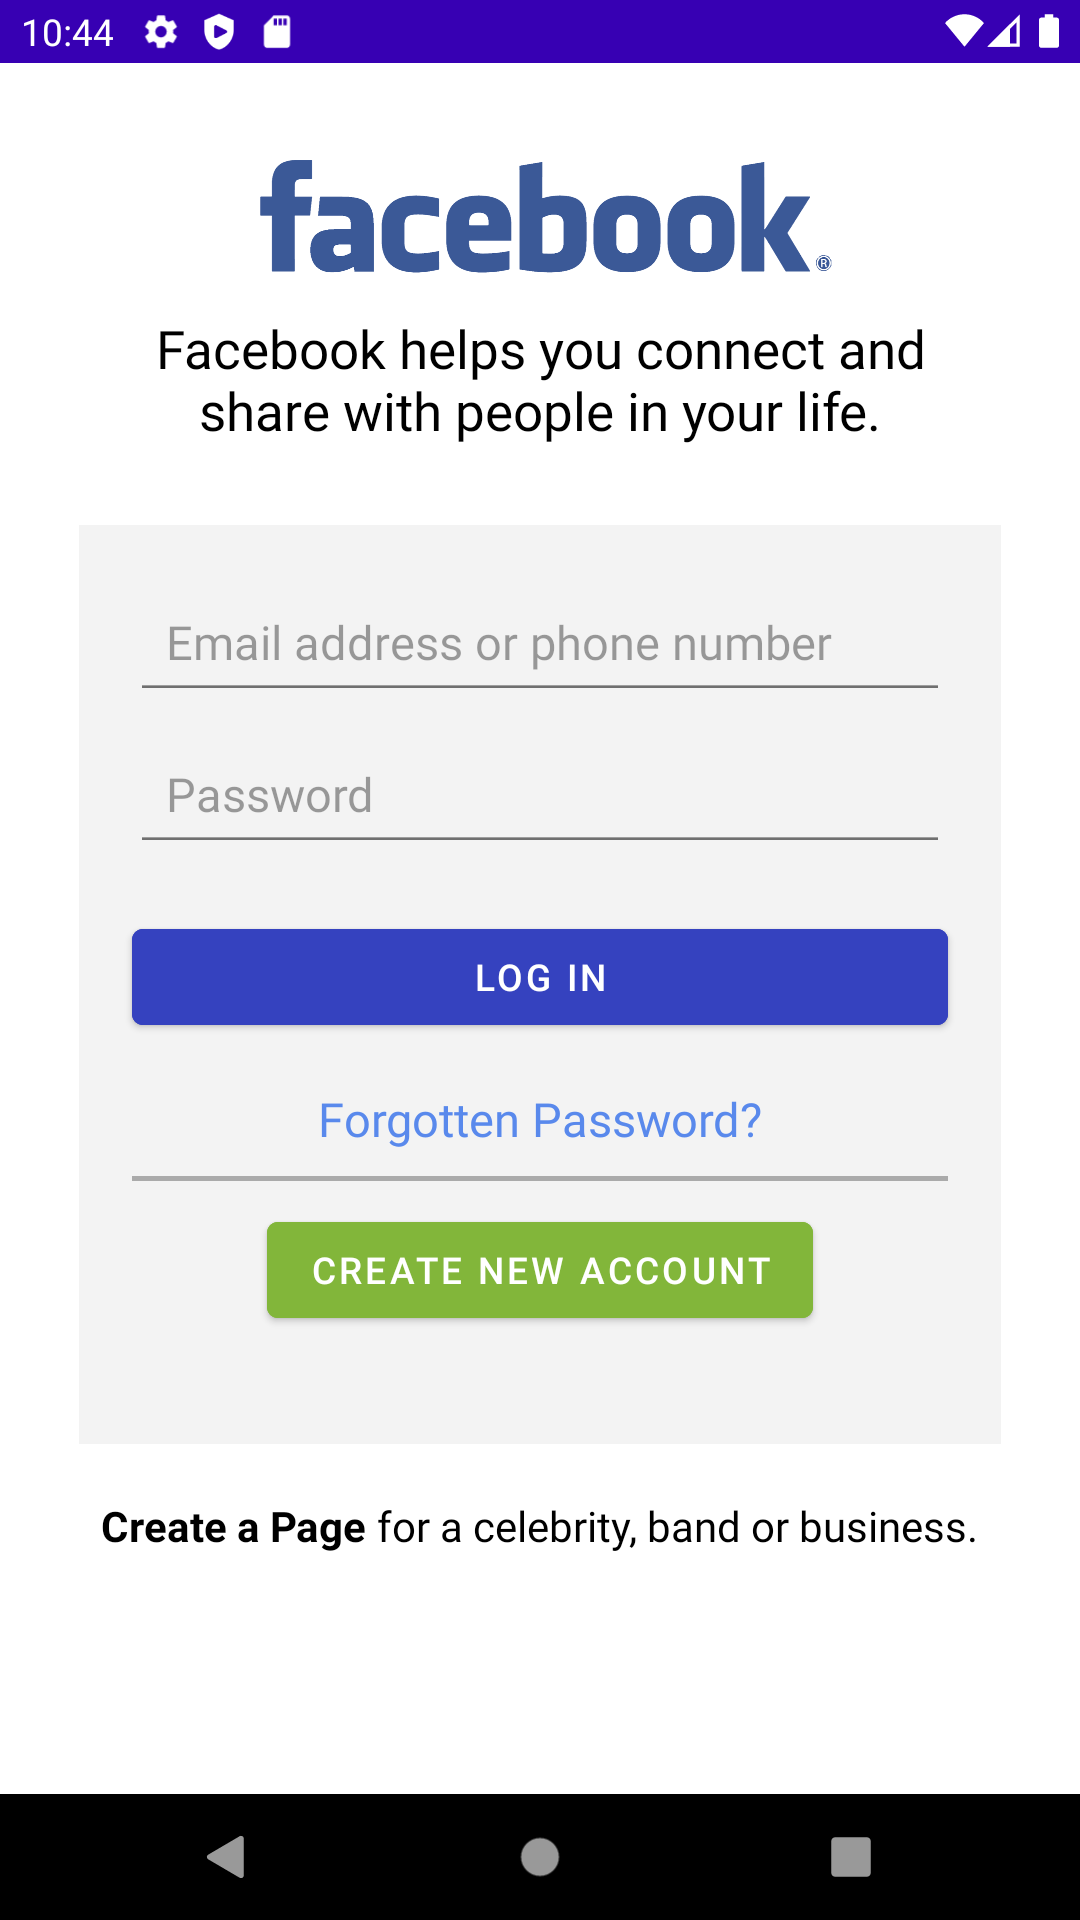 10:44
facebook®
Facebook helps you connect and
share with people in your life.
Email address or phone number
Password
LOG IN
Forgotten Password?
CREATE NEW ACCOUNT
Create a Page for a celebrity, band or business.